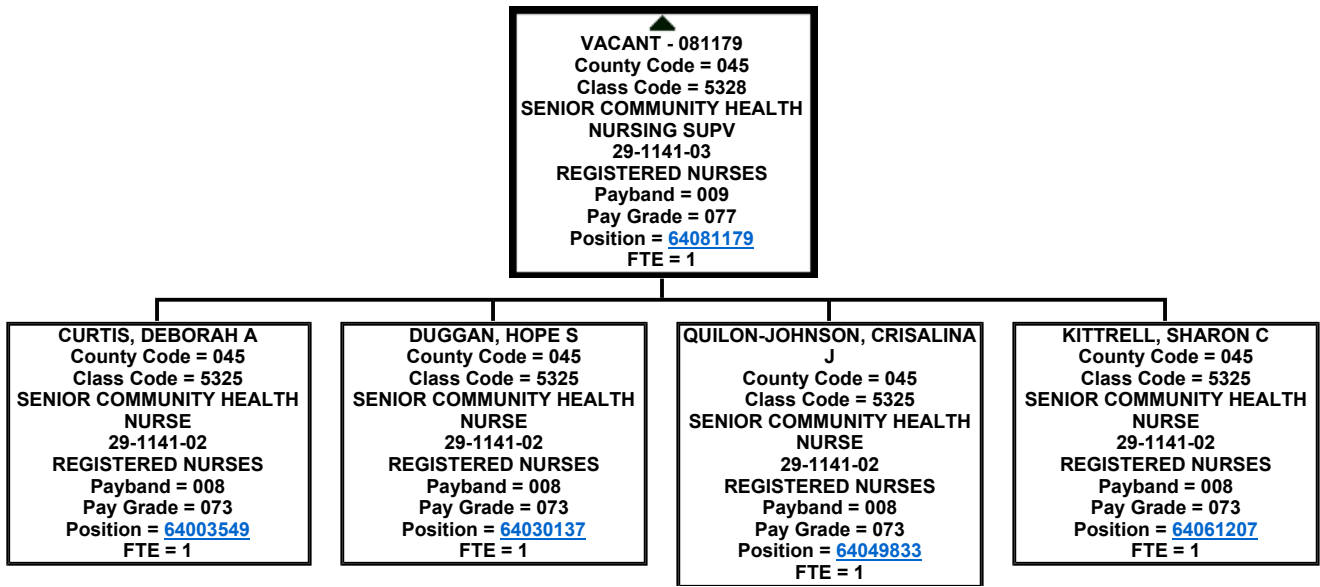 VACANT - 081179
County Code = 045
Class Code = 5328
SENIOR COMMUNITY HEALTH
NURSING SUPV
29-1141-03
REGISTERED NURSES
Payband = 009
Pay Grade = 077
Position = 64081179
FTE = 1
CURTIS, DEBORAH A
County Code = 045
Class Code = 5325
SENIOR COMMUNITY HEALTH
NURSE
29-1141-02
REGISTERED NURSES
Payband = 008
Pay Grade = 073
Position = 64003549
FTE = 1
DUGGAN, HOPE S
County Code = 045
Class Code = 5325
SENIOR COMMUNITY HEALTH
NURSE
29-1141-02
REGISTERED NURSES
Payband = 008
Pay Grade = 073
Position = 64030137
FTE = 1
QUILON-JOHNSON, CRISALINA
J
County Code = 045
Class Code = 5325
SENIOR COMMUNITY HEALTH
NURSE
29-1141-02
REGISTERED NURSES
Payband = 008
Pay Grade = 073
Position = 64049833
FTE = 1
KITTRELL, SHARON C
County Code = 045
Class Code = 5325
SENIOR COMMUNITY HEALTH
NURSE
29-1141-02
REGISTERED NURSES
Payband = 008
Pay Grade = 073
Position = 64061207
FTE = 1